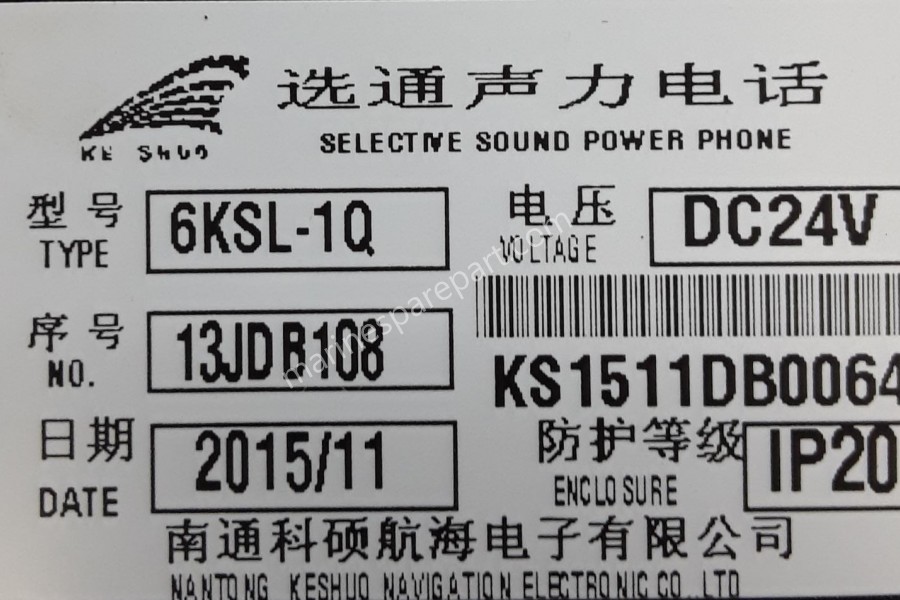 选通声力电话
KE SHUO
SELECTIVE SOUND POWER PHONE
型号 6KSL-1Q 电压 DC24V
TYPE VOLTAGE
序号 13JDB108
NO. KS1511DB0064
日期 2015/11 防护等级 IP20
DATE ENCLOSURE
南通科硕航海电子有限公司
NANTONG KESHUO NAVIGATION ELECTRONIC CO .,LTD
marinesparepart.com